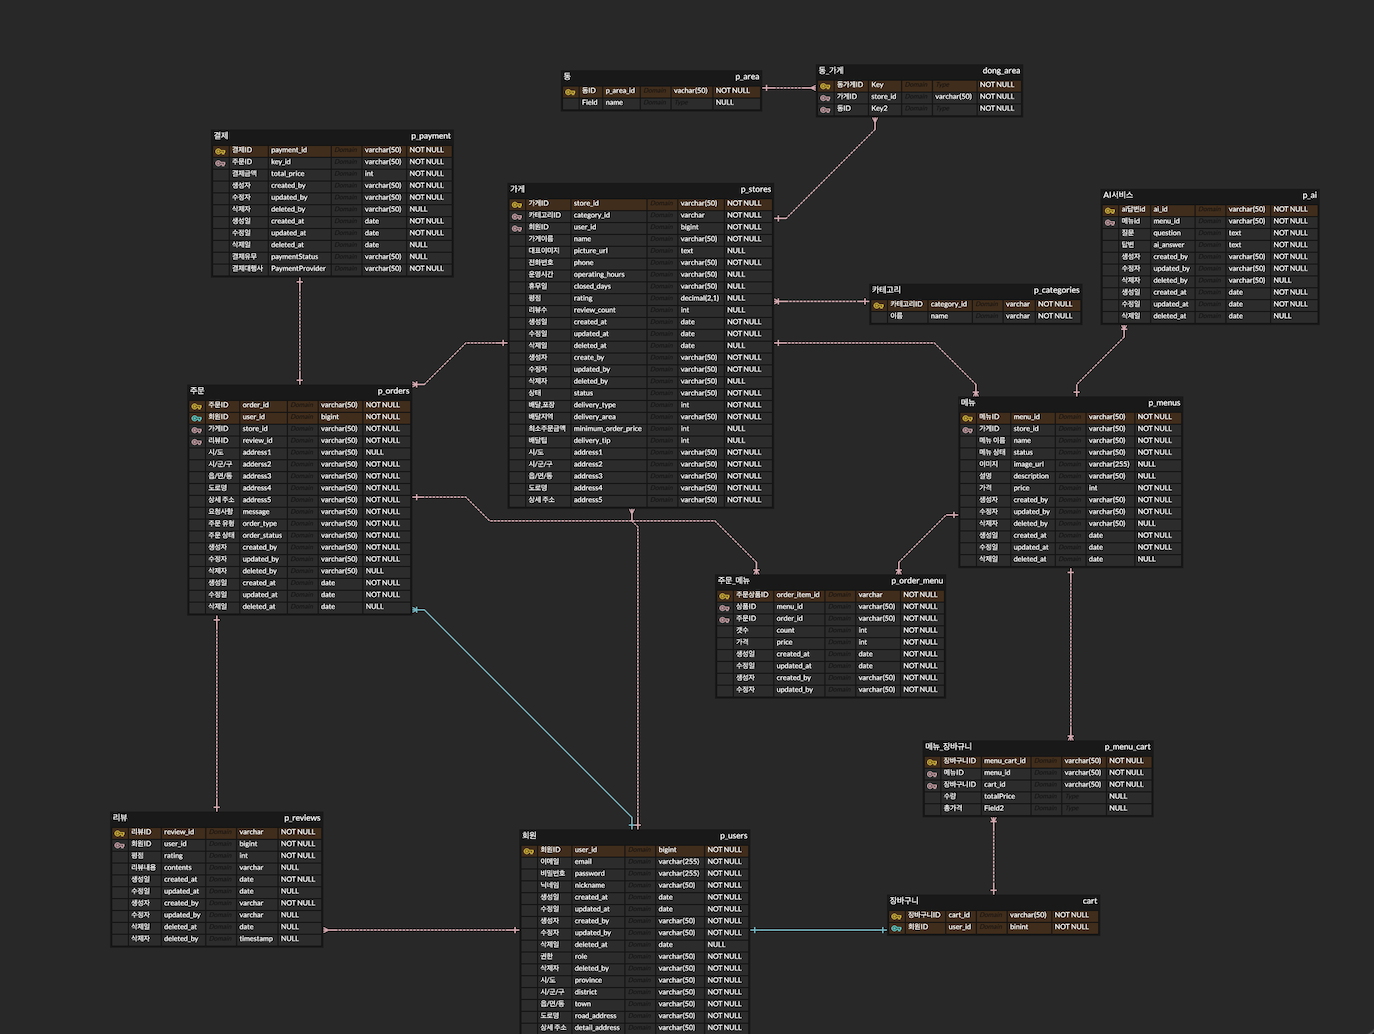 동 p_area
동ID p_area_id Domain vachar(50) NOT NULL
Field name Domain Type NULL
동_가게 dong_area
동가게ID Key Domain Type NOT NULL
가게ID store_id Domain varchar(50) NOT NULL
동ID Key2 Domain NOT NULL
결제 p_payment
결제ID payment_id Domain varchar(50) NOT NULL
주문ID key_id Domain varchar(50) NOT NULL
결제금액 total_price Domain int NOT NULL
생성자 created_by Domain varchar(50) NOT NULL
수정자 updated_by Domain varchar(50) NOT NULL
삭제자 deleted_by Domain varchar(50) NULL
생성일 created_at Domain date NOT NULL
수정일 updated_at Domain date NOT NULL
삭제일 deleted_at Domain date NULL
결제유무 paymentStatus Domain varchar(50) NULL
결제대행사 PaymentProvider Domain varchar(50) NOT NULL
가게 p_stores
가게ID store_id Domain varchar(50) NOT NULL
카테고리ID category_id Domain varchar NOT NULL
회원ID user_id Domain bigint NOT NULL
가게이름 name Domain varchar(50) NOT NULL
대표이미지 picture_url Domain text NULL
전화번호 phone Domain varchar(50) NOT NULL
운영시간 operating_hours Domain varchar(50) NULL
휴무일 closed_days Domain varchar(50) NULL
평점 rating Domain decimal(2,1) NULL
리뷰수 review_count Domain int NULL
생성일 created_at Domain date NOT NULL
수정일 updated_at Domain date NOT NULL
삭제일 deleted_at Domain date NULL
생성자 create_by Domain varchar(50) NOT NULL
수정자 updated_by Domain varchar(50) NOT NULL
삭제자 deleted_by Domain varchar(50) NULL
상태 status Domain varchar(50) NOT NULL
배달,포장 delivery_type Domain int NOT NULL
배달지역 delivery_area Domain varchar(50) NOT NULL
최소주문금액 minimum_order_price Domain int NULL
배달팁 delivery_tip Domain int NULL
시/도 address1 Domain varchar(50) NOT NULL
시/군/구 address2 Domain varchar(50) NOT NULL
읍/면/동 address3 Domain varchar(50) NOT NULL
도로명 address4 Domain varchar(50) NOT NULL
상세 주소 address5 Domain varchar(50) NOT NULL
AI서비스 p_ai
ai답변id ai_id Domain varchar(50) NOT NULL
메뉴id menu_id Domain varchar(50) NOT NULL
질문 question Domain text NOT NULL
답변 ai_answer Domain text NOT NULL
생성자 created_by Domain varchar(50) NOT NULL
수정자 updated_by Domain varchar(50) NOT NULL
삭제자 deleted_by Domain varchar(50) NULL
생성일 created_at Domain date NOT NULL
수정일 updated_at Domain date NOT NULL
삭제일 deleted_at Domain date NULL
카테고리 p_categories
카테고리ID category_id Domain varchar NOT NULL
이름 name Domain varchar NOT NULL
주문 p_orders
주문ID order_id Domain varchar(50) NOT NULL
회원ID user_id Domain bigint NOT NULL
가게ID store_id Domain varchar(50) NOT NULL
리뷰ID review_id Domain varchar(50) NOT NULL
시/도 address1 Domain varchar(50) NULL
시/군/구 address2 Domain varchar(50) NOT NULL
읍/면/동 address3 Domain varchar(50) NOT NULL
도로명 address4 Domain varchar(50) NOT NULL
상세 주소 address5 Domain varchar(50) NOT NULL
요청사항 message Domain varchar(50) NOT NULL
주문 유형 order_type Domain varchar(50) NOT NULL
주문 상태 order_status Domain varchar(50) NOT NULL
생성자 created_by Domain varchar(50) NOT NULL
수정자 updated_by Domain varchar(50) NOT NULL
삭제자 deleted_by Domain varchar(50) NULL
생성일 created_at Domain date NOT NULL
수정일 updated_at Domain date NOT NULL
삭제일 deleted_at Domain date NULL
메뉴 p_menus
메뉴ID menu_id Domain varchar(50) NOT NULL
가게ID store_id Domain varchar(50) NOT NULL
메뉴 이름 name Domain varchar(50) NOT NULL
메뉴 상태 status Domain varchar(50) NOT NULL
이미지 image_url Domain varchar(255) NULL
설명 description Domain varchar(50) NULL
가격 price Domain int NOT NULL
생성자 created_by Domain varchar(50) NOT NULL
수정자 updated_by Domain varchar(50) NOT NULL
삭제자 deleted_by Domain varchar(50) NULL
생성일 created_at Domain date NOT NULL
수정일 updated_at Domain date NOT NULL
삭제일 deleted_at Domain date NULL
주문_메뉴 p_order_menu
주문상품ID order_item_id Domain varchar NOT NULL
상품ID menu_id Domain varchar(50) NOT NULL
주문ID order_id Domain varchar(50) NOT NULL
갯수 count Domain int NOT NULL
가격 price Domain int NOT NULL
생성일 created_at Domain date NOT NULL
수정일 updated_at Domain date NOT NULL
생성자 created_by Domain varchar(50) NOT NULL
수정자 updated_by Domain varchar(50) NOT NULL
메뉴_장바구니 p_menu_cart
장바구니ID menu_cart_id Domain varchar(50) NOT NULL
메뉴ID menu_id Domain varchar(50) NOT NULL
장바구니ID cart_id Domain varchar(50) NOT NULL
수량 totalPrice Domain Type NULL
총가격 Field2 Domain Type NULL
리뷰 p_reviews
리뷰ID review_id Domain varchar NOT NULL
회원ID user_id Domain bigint NOT NULL
평점 rating Domain int NOT NULL
리뷰내용 contents Domain varchar NULL
생성일 created_at Domain date NOT NULL
수정일 updated_at Domain date NULL
생성자 created_by Domain varchar NOT NULL
수정자 updated_by Domain varchar NULL
삭제일 deleted_at Domain date NULL
삭제자 deleted_by Domain timestamp NULL
회원 p_users
회원ID user_id Domain bigint NOT NULL
이메일 email Domain varchar(255) NOT NULL
비밀번호 password Domain varchar(255) NOT NULL
닉네임 nickname Domain varchar(50) NOT NULL
생성일 created_at Domain date NOT NULL
수정일 updated_at Domain date NOT NULL
생성자 created_by Domain varchar(50) NOT NULL
수정자 updated_by Domain varchar(50) NOT NULL
삭제일 deleted_at Domain date NULL
권한 role Domain varchar(50) NOT NULL
삭제자 deleted_by Domain varchar(50) NOT NULL
시/도 province Domain varchar(50) NOT NULL
시/군/구 district Domain varchar(50) NOT NULL
읍/면/동 town Domain varchar(50) NOT NULL
도로명 road_address Domain varchar(50) NOT NULL
상세 주소 detail_address Domain varchar(50) NOT NULL
장바구니 cart
장바구니ID cart_id Domain varchar(50) NOT NULL
회원ID user_id Domain binint NOT NULL